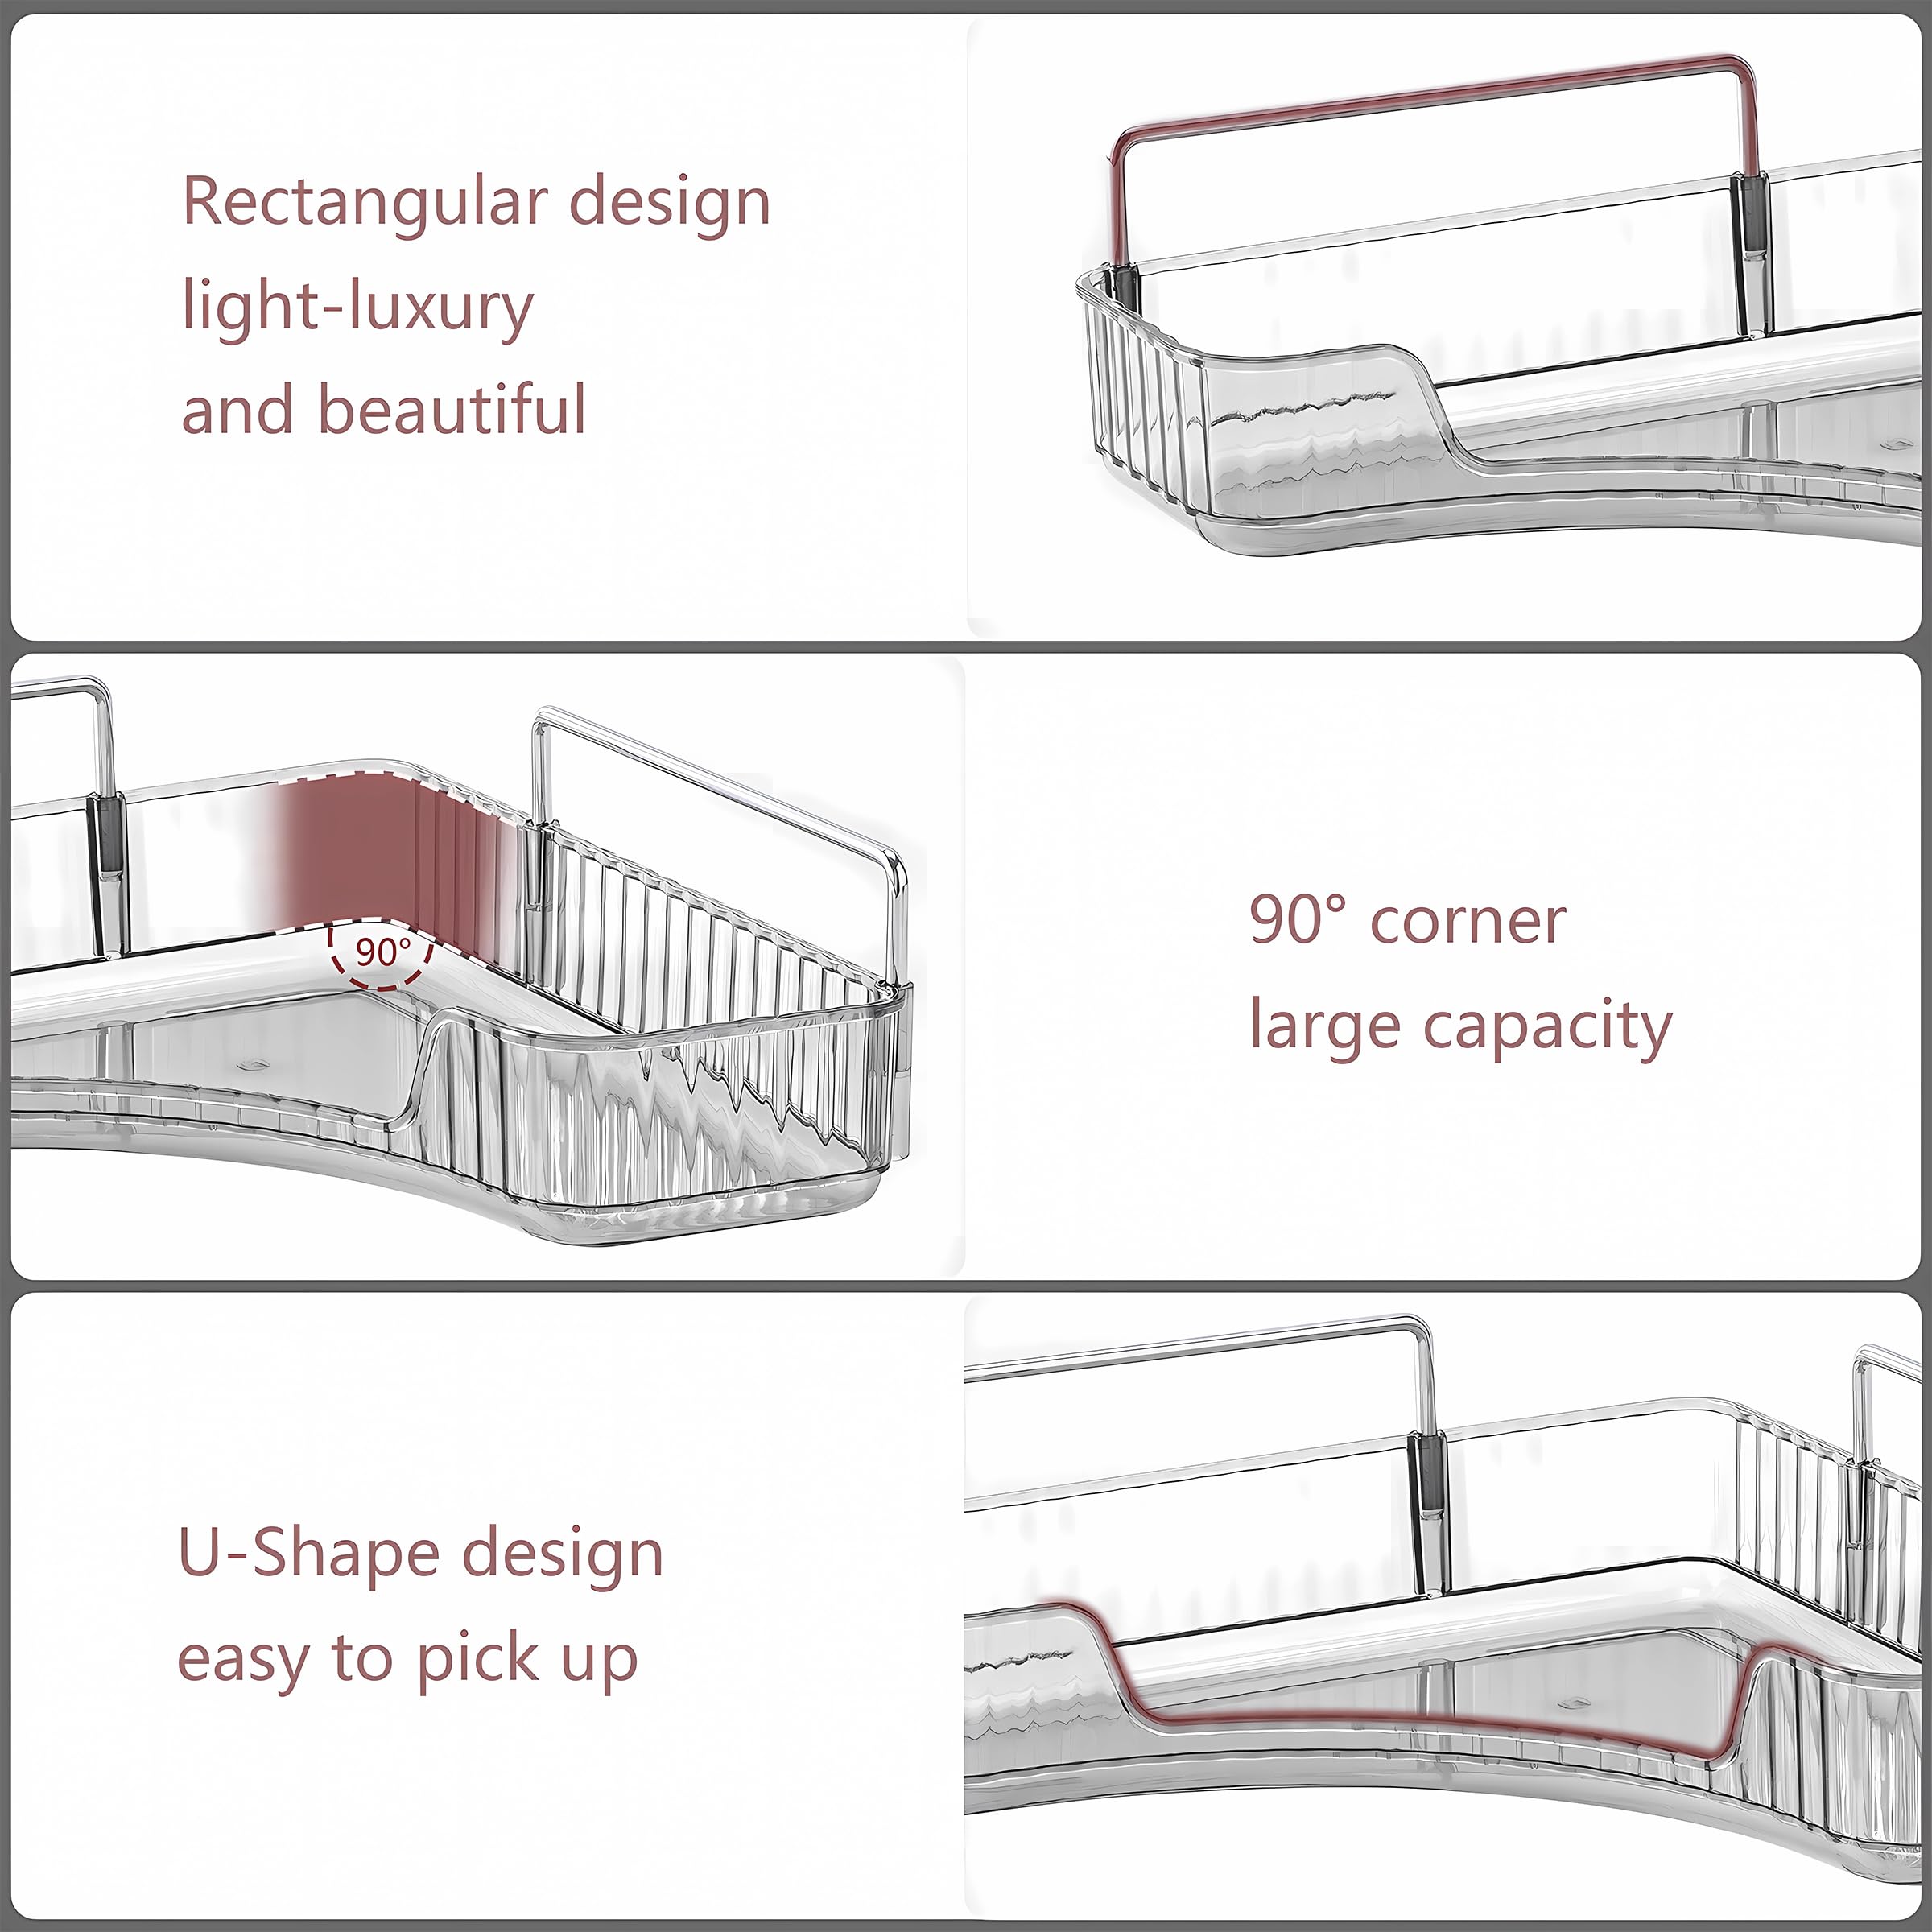 Rectangular design
light-luxury
and beautiful
90°
90° corner
large capacity
U-Shape design
easy to pick up